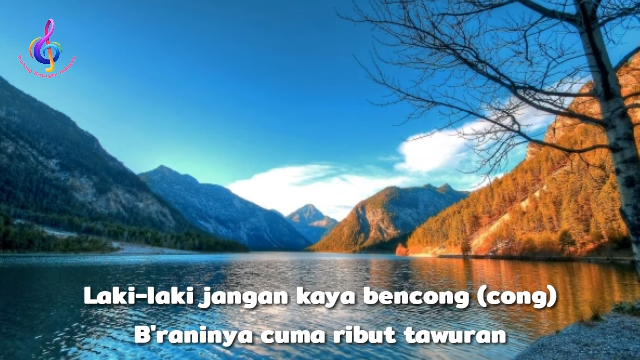 Laki-laki jangan kaya bencong (cong)
B'raninya cuma ribut tawuran